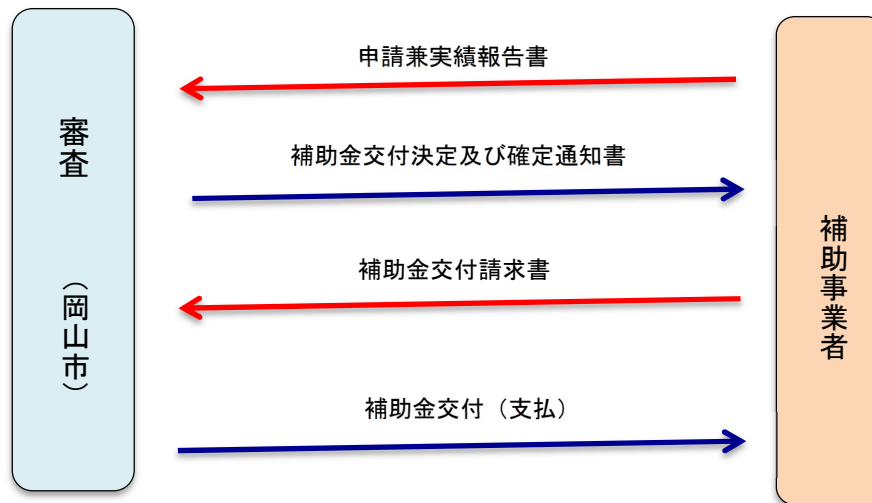 申請兼実績報告書
審査
補助金交付決定及び確定通知書
補助事業者
補助金交付請求書
（岡山市）
補助金交付（支払）